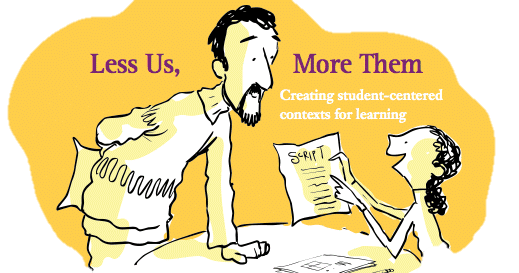 Less Us, More Them
Creating student-centered
contexts for learning
SCRIPT